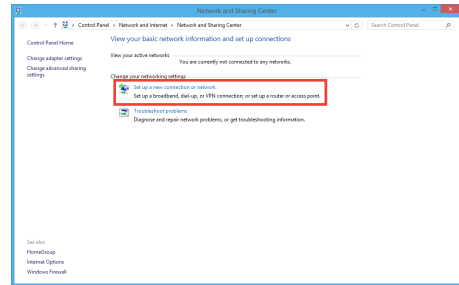 Network and Sharing Center
Control Panel › Network and Internet › Network and Sharing Center
Search Control Panel
Control Panel Home
Change adapter settings
Change advanced sharing
settings
View your basic network information and set up connections
View your active networks
You are currently not connected to any networks.
Change your networking settings
Set up a new connection or network
Set up a broadband, dial-up, or VPN connection; or set up a router or access point.
Troubleshoot problems
Diagnose and repair network problems, or get troubleshooting information.
See also
HomeGroup
Internet Options
Windows Firewall